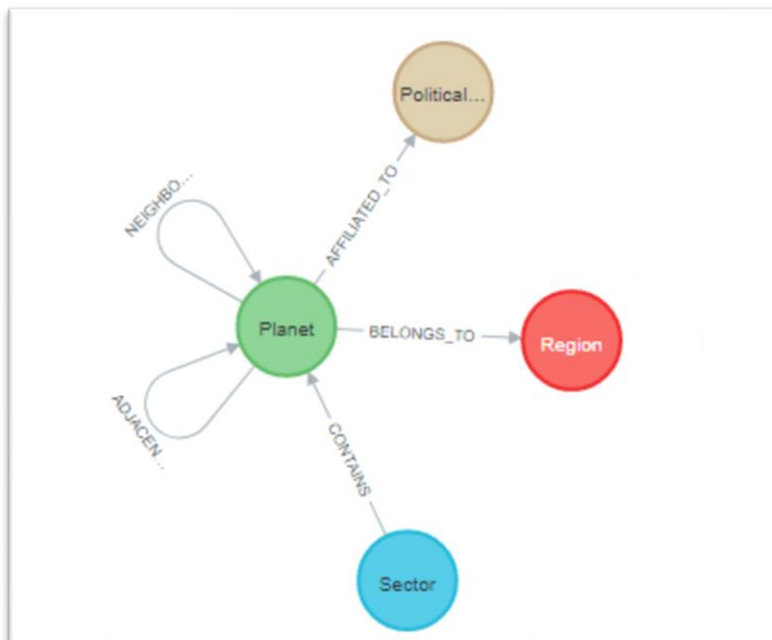 Political...
AFFILIATED_TO
NEIGHBO...
Planet
BELONGS_TO
Region
ADJACEN...
CONTAINS
Sector